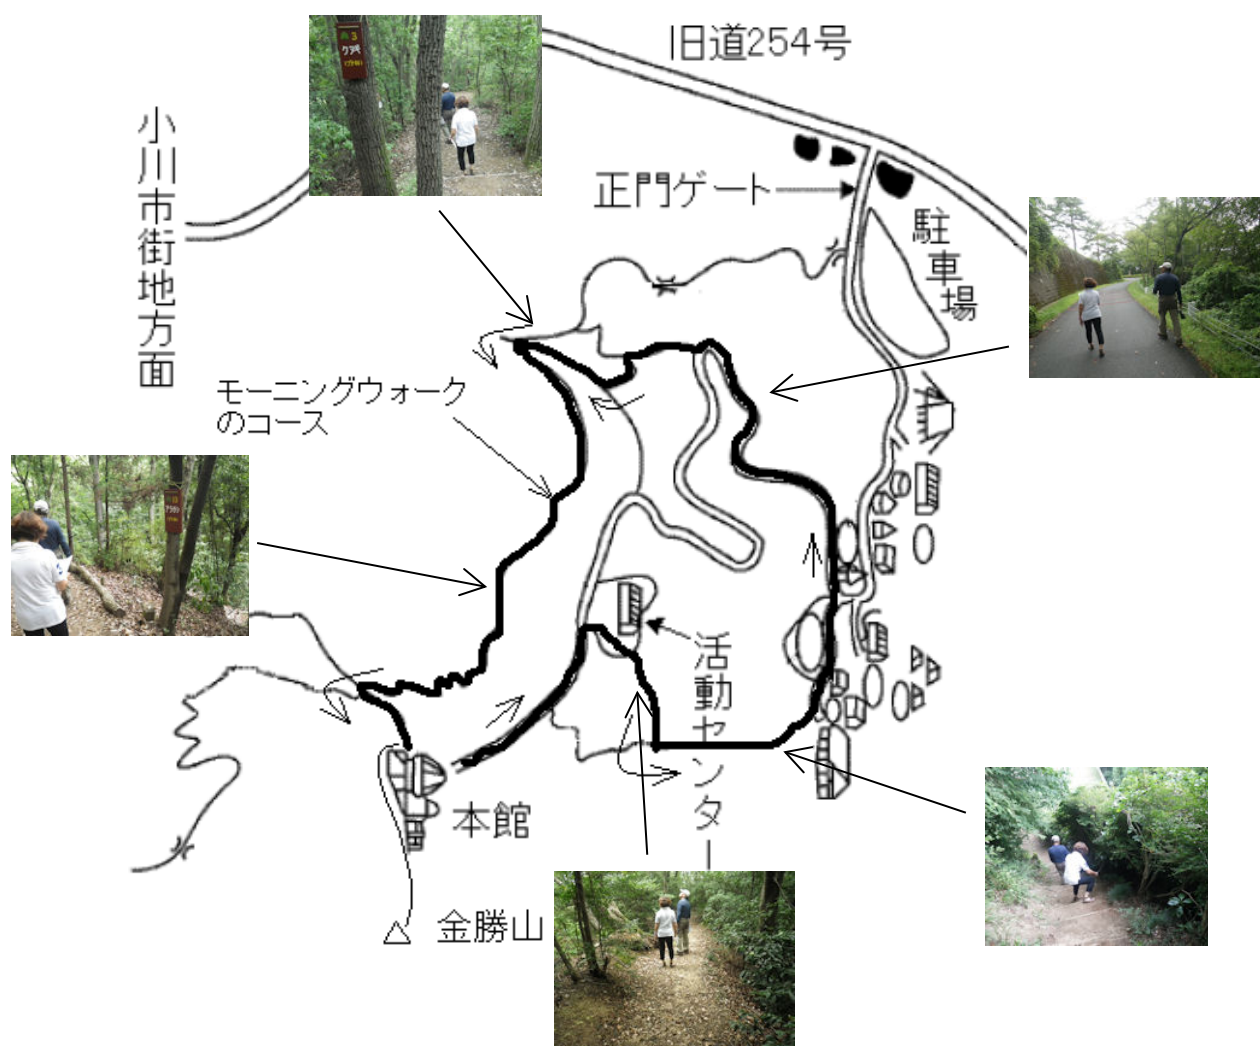 旧道254号
小川市街地方面
正門ゲート
駐車場
モーニングウォーク
のコース
活動センター
本館
金勝山